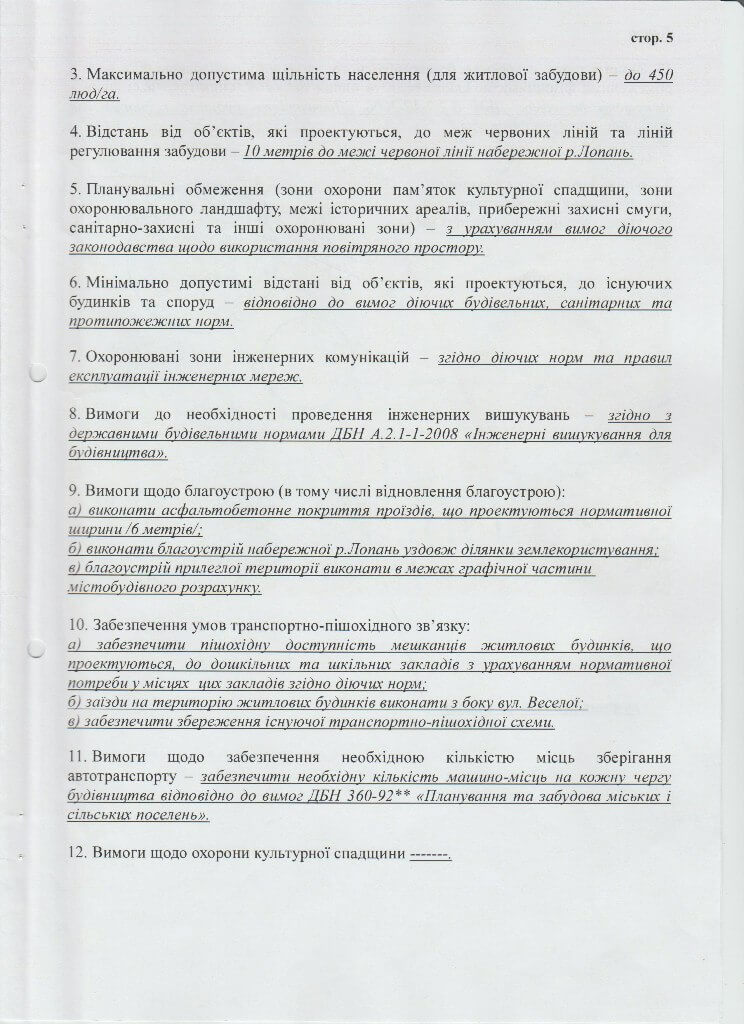 стор. 5
3. Максимально допустима щільність населення (для житлової забудови) – до 450
люд/га.
4. Відстань від об’єктів, які проектуються, до меж червоних ліній та ліній
регулювання забудови – 10 метрів до межі червоної лінії набережної р.Лопань.
5. Планувальні обмеження (зони охорони пам’яток культурної спадщини, зони
охоронювального ландшафту, межі історичних ареалів, прибережні захисні смуги,
санітарно-захисні та інші охоронювані зони) – з урахуванням вимог діючого
законодавства щодо використання повітряного простору.
6. Мінімально допустимі відстані від об’єктів, які проектуються, до існуючих
будинків та споруд – відповідно до вимог діючих будівельних, санітарних та
протипожежних норм.
7. Охоронювані зони інженерних комунікацій – згідно діючих норм та правил
експлуатації інженерних мереж.
8. Вимоги до необхідності проведення інженерних вишукувань – згідно з
державними будівельними нормами ДБН А.2.1-1-2008 «Інженерні вишукування для
будівництва».
9. Вимоги щодо благоустрою (в тому числі відновлення благоустрою):
а) виконати асфальтобетонне покриття проїздів, що проектуються нормативної
ширини /6 метрів/;
б) виконати благоустрій набережної р.Лопань уздовж ділянки землекористування;
в) благоустрій прилеглої території виконати в межах графічної частини
містобудівного розрахунку.
10. Забезпечення умов транспортно-пішохідного зв’язку:
а) забезпечити пішохідну доступність мешканців житлових будинків, що
проектуються, до дошкільних та шкільних закладів з урахуванням нормативної
потреби у місцях цих закладів згідно діючих норм;
б) заїзди на територію житлових будинків виконати з боку вул. Веселої;
в) забезпечити збереження існуючої транспортно-пішохідної схеми.
11. Вимоги щодо забезпечення необхідною кількістю місць зберігання
автотранспорту – забезпечити необхідну кількість машино-місць на кожну чергу
будівництва відповідно до вимог ДБН 360-92** «Планування та забудова міських і
сільських поселень».
12. Вимоги щодо охорони культурної спадщини -------.